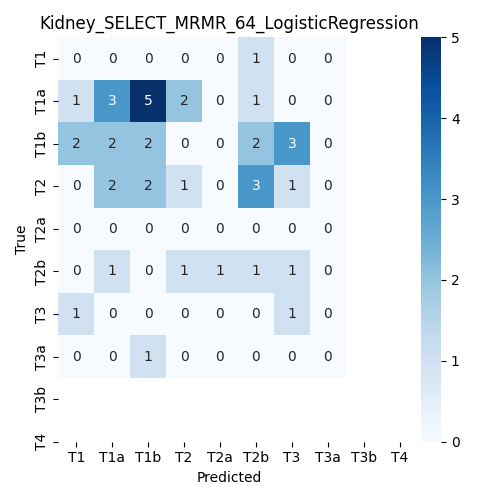 Kidney_SELECT_MRMR_64_LogisticRegression
T1 0 0 0 0 0 1 0 0
T1a 1 3 5 2 0 1 0 0
T1b 2 2 2 0 0 2 3 0
T2 0 2 2 1 0 3 1 0
T2a 0 0 0 0 0 0 0 0
T2b 0 1 0 1 1 1 1 0
T3 1 0 0 0 0 0 1 0
T3a 0 0 1 0 0 0 0 0
T3b
T4
T1 T1a T1b T2 T2a T2b T3 T3a T3b T4
Predicted
True
5
4
3
2
1
0